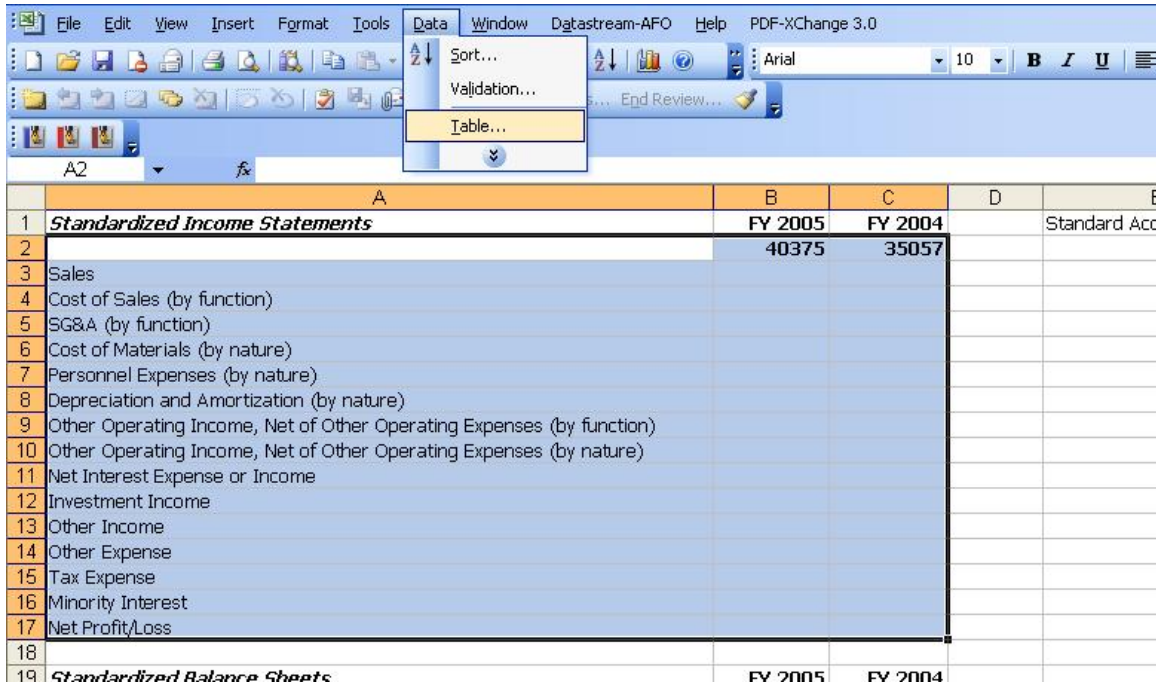 File Edit View Insert Format Tools Data Window Datastream-AFO Help PDF-XChange 3.0
Sort...
Arial 10 B I U
Validation...
... End Review...
Table...
A2 fx
A B C D
1 Standardized Income Statements FY 2005 FY 2004 Standard Acc
2 40375 35057
3 Sales
4 Cost of Sales (by function)
5 SG&A (by function)
6 Cost of Materials (by nature)
7 Personnel Expenses (by nature)
8 Depreciation and Amortization (by nature)
9 Other Operating Income, Net of Other Operating Expenses (by function)
10 Other Operating Income, Net of Other Operating Expenses (by nature)
11 Net Interest Expense or Income
12 Investment Income
13 Other Income
14 Other Expense
15 Tax Expense
16 Minority Interest
17 Net Profit/Loss
18
19 Standardized Balance Sheets FY 2005 FY 2004